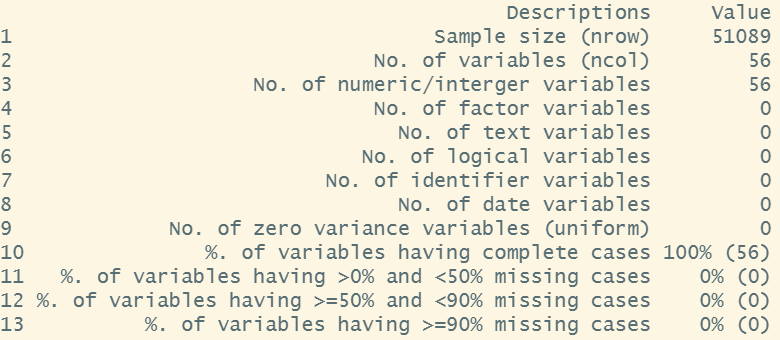 Descriptions Value
1 Sample size (nrow) 51089
2 No. of variables (ncol) 56
3 No. of numeric/interger variables 56
4 No. of factor variables 0
5 No. of text variables 0
6 No. of logical variables 0
7 No. of identifier variables 0
8 No. of date variables 0
9 No. of zero variance variables (uniform) 0
10 %. of variables having complete cases 100% (56)
11 %. of variables having >0% and <50% missing cases 0% (0)
12 %. of variables having >=50% and <90% missing cases 0% (0)
13 %. of variables having >=90% missing cases 0% (0)